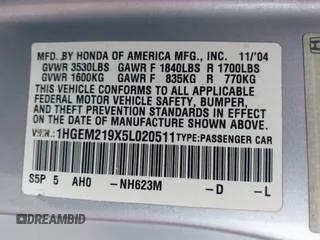 MFD. BY HONDA OF AMERICA MFG., INC. 11/'04
GVWR 3530LBS GAWR F 1840LBS R 1700LBS
GVWR 1600KG GAWR F 835KG R 770KG
THIS VEHICLE CONFORMS TO ALL APPLICABLE
FEDERAL MOTOR VEHICLE SAFETY, BUMPER,
AND THEFT PREVENTION STANDARDS IN EFFECT
ON THE DATE OF MANUFACTURE SHOWN ABOVE.
V.I.N.: 1HGEM219X5L020511 TYPE: PASSENGER CAR
S5P 5 AH0 -NH623M -D -L
DREAMBID